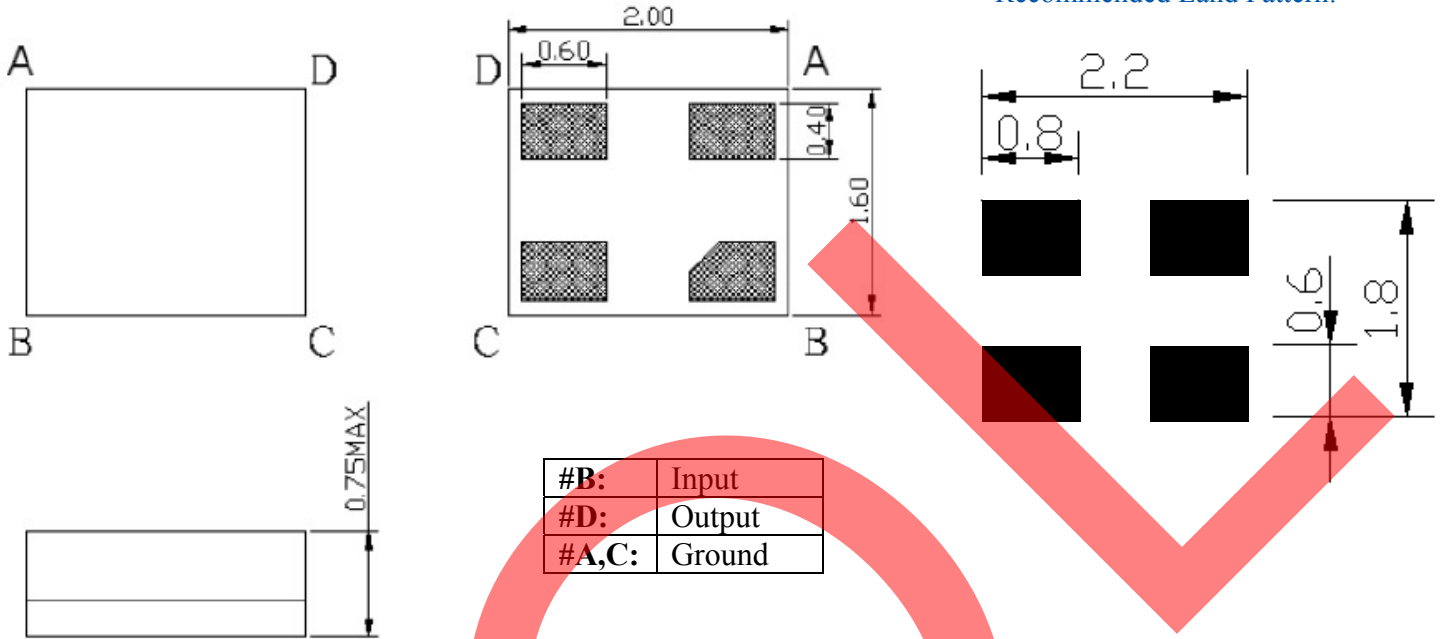 Recommended Land Pattern:
2.00
0.60
A
D
D
A
0.40
1.60
B
C
C
B
2.2
0.8
0.6
1.8
0.75MAX
#B: Input
#D: Output
#A,C: Ground